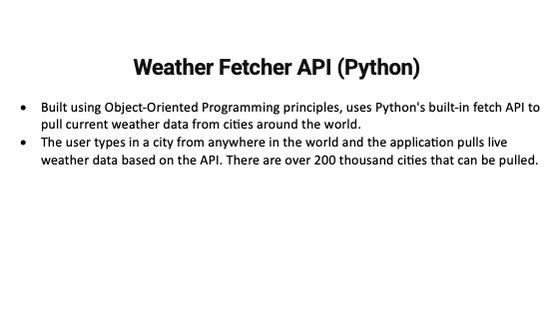 Weather Fetcher API (Python)
• Built using Object-Oriented Programming principles, uses Python's built-in fetch API to
pull current weather data from cities around the world.
• The user types in a city from anywhere in the world and the application pulls live
weather data based on the API. There are over 200 thousand cities that can be pulled.